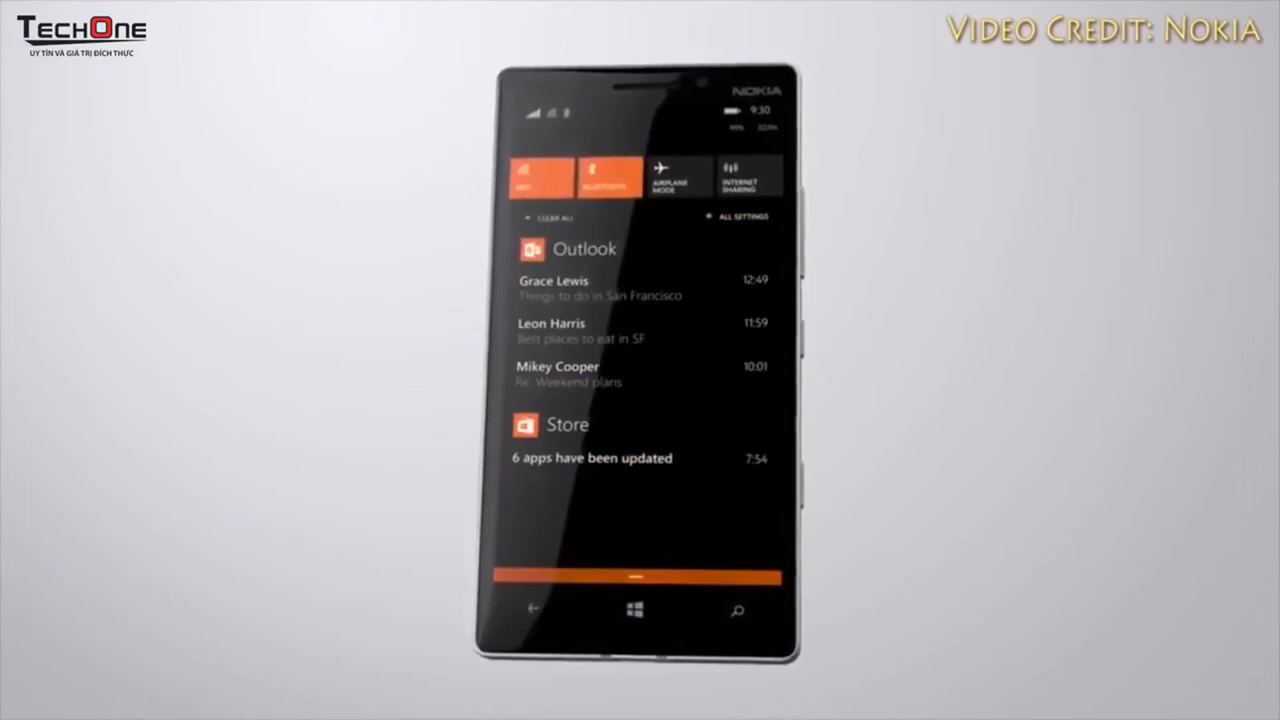 TECHONE
UY TÍN VÀ GIÁ TRỊ ĐÍCH THỰC
VIDEO CREDIT: NOKIA
NOKIA
9:30
99%
BLUETOOTH
AIRPLANE MODE
INTERNET SHARING
CLEAR ALL
ALL SETTINGS
Outlook
Grace Lewis 12:49
Things to do in San Francisco
Leon Harris 11:59
Best places to eat in SF
Mikey Cooper 10:01
Re: Weekend plans
Store
6 apps have been updated 7:54